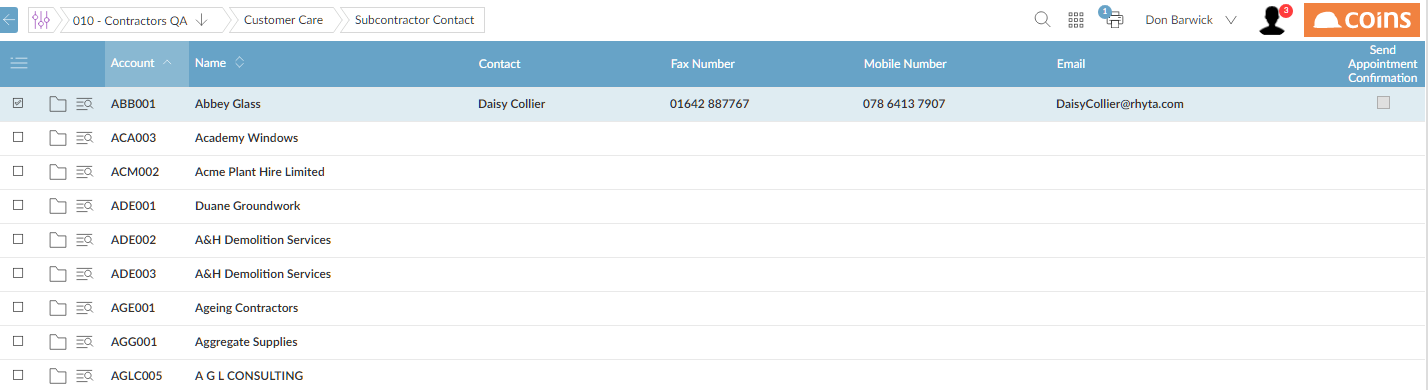 010 - Contractors QA Customer Care Subcontractor Contact 1 Don Barwick 3 coins
Account Name Contact Fax Number Mobile Number Email Send Appointment Confirmation
ABB001 Abbey Glass Daisy Collier 01642 887767 078 6413 7907 DaisyCollier@rhyta.com
ACA003 Academy Windows
ACM002 Acme Plant Hire Limited
ADE001 Duane Groundwork
ADE002 A&H Demolition Services
ADE003 A&H Demolition Services
AGE001 Ageing Contractors
AGG001 Aggregate Supplies
AGLC005 A G L CONSULTING